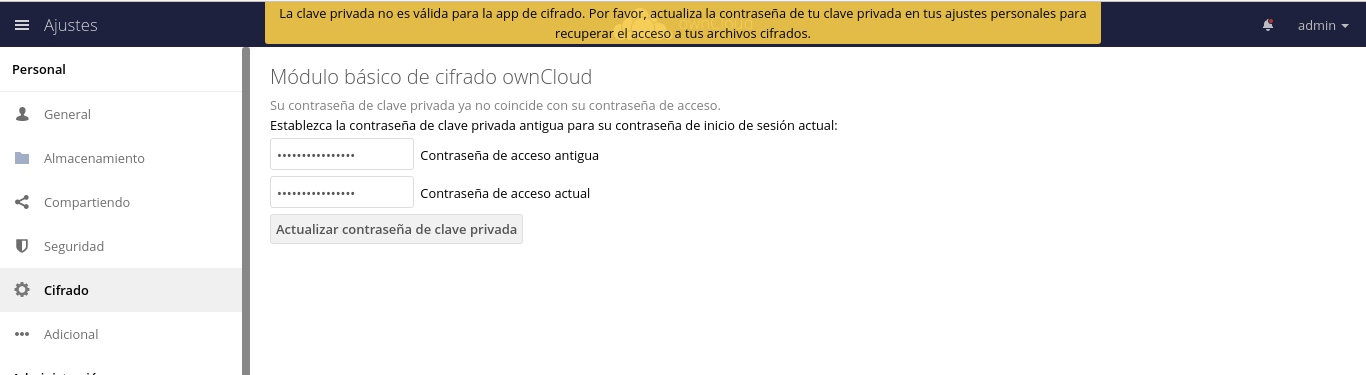 Ajustes
La clave privada no es válida para la app de cifrado. Por favor, actualiza la contraseña de tu clave privada en tus ajustes personales para
recuperar el acceso a tus archivos cifrados.
admin
Personal
General
Almacenamiento
Compartiendo
Seguridad
Cifrado
Adicional
Módulo básico de cifrado ownCloud
Su contraseña de clave privada ya no coincide con su contraseña de acceso.
Establezca la contraseña de clave privada antigua para su contraseña de inicio de sesión actual:
Contraseña de acceso antigua
Contraseña de acceso actual
Actualizar contraseña de clave privada